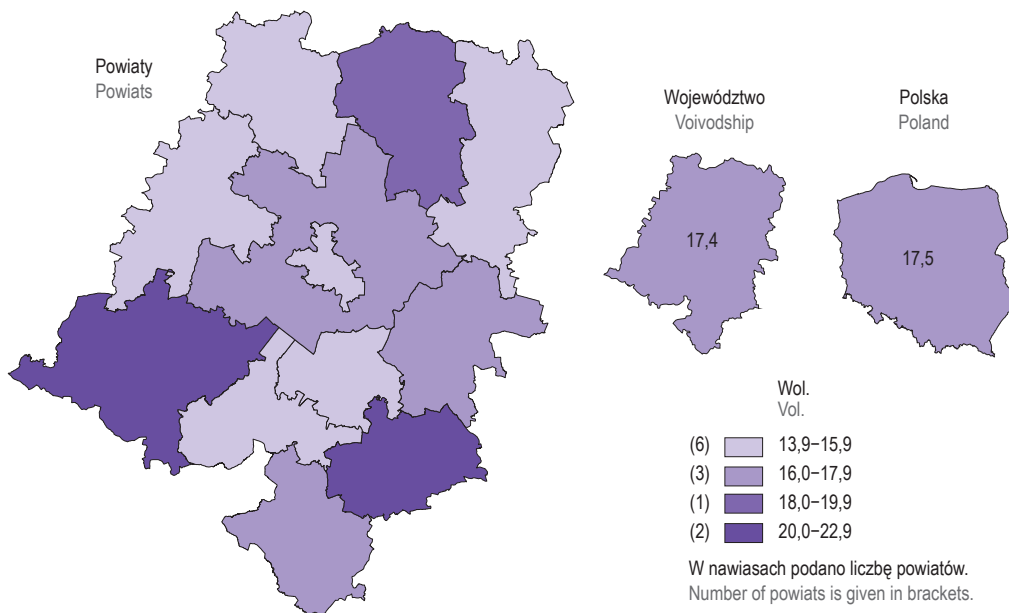 Powiaty
Powiats
Województwo
Voivodship
Polska
Poland
17,4
17,5
Wol.
Vol.
(6) 13,9–15,9
(3) 16,0–17,9
(1) 18,0–19,9
(2) 20,0–22,9
W nawiasach podano liczbę powiatów.
Number of powiats is given in brackets.